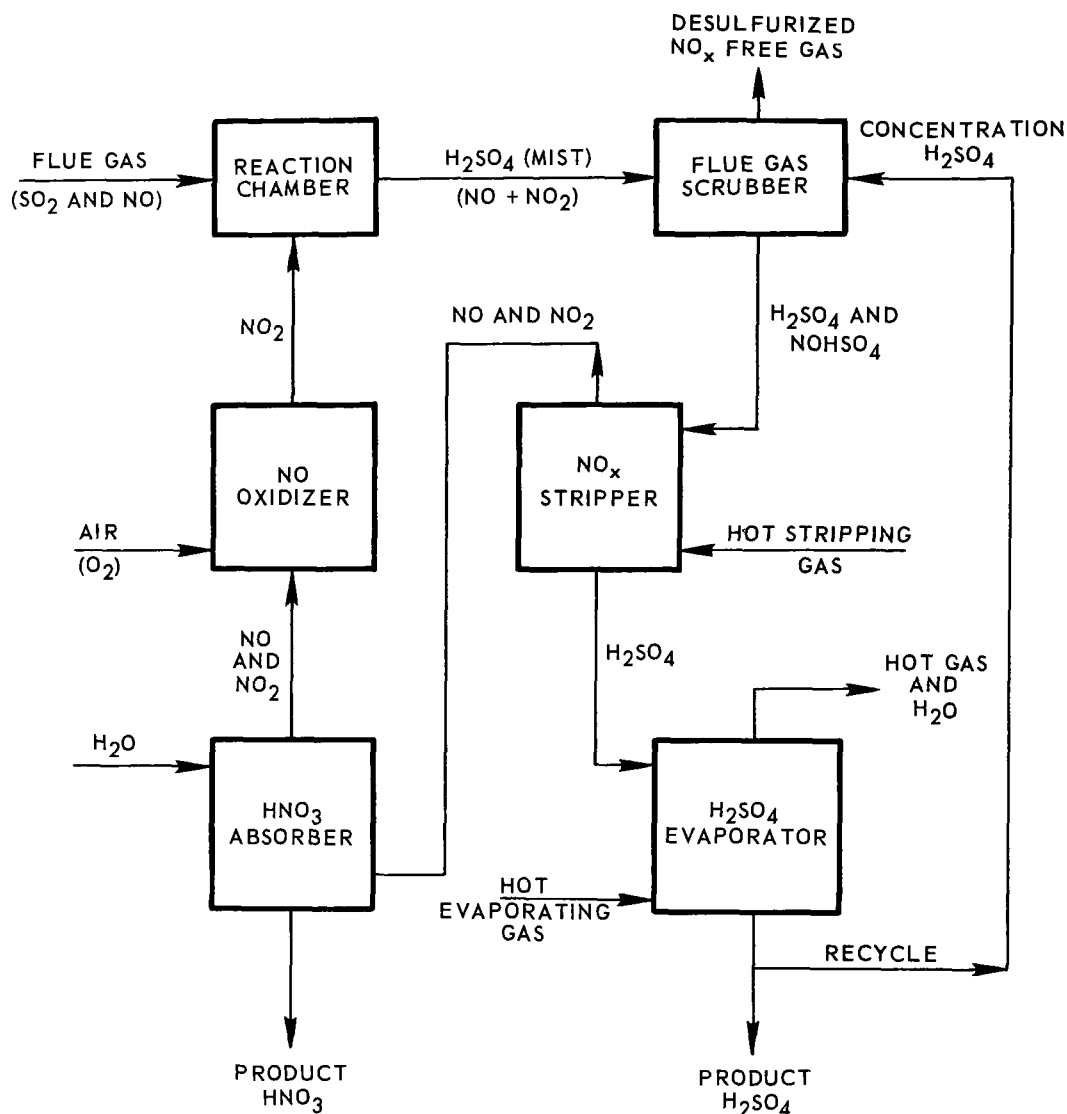 DESULFURIZED
NOₓ FREE GAS
FLUE GAS
(SO₂ AND NO)
REACTION
CHAMBER
H₂SO₄ (MIST)
(NO + NO₂)
FLUE GAS
SCRUBBER
CONCENTRATION
H₂SO₄
NO₂
NO AND NO₂
H₂SO₄ AND
NOHSO₄
NO
OXIDIZER
NOₓ
STRIPPER
AIR
(O₂)
HOT STRIPPING
GAS
NO
AND
NO₂
H₂SO₄
HOT GAS
AND
H₂O
H₂O
HNO₃
ABSORBER
H₂SO₄
EVAPORATOR
HOT
EVAPORATING
GAS
RECYCLE
PRODUCT
HNO₃
PRODUCT
H₂SO₄